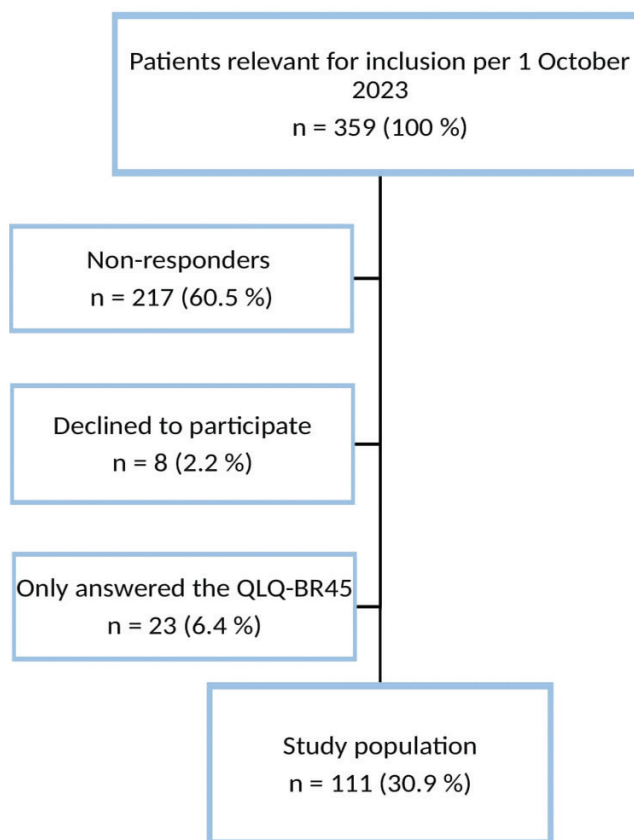 Patients relevant for inclusion per 1 October
2023
n = 359 (100 %)
Non-responders
n = 217 (60.5 %)
Declined to participate
n = 8 (2.2 %)
Only answered the QLQ-BR45
n = 23 (6.4 %)
Study population
n = 111 (30.9 %)